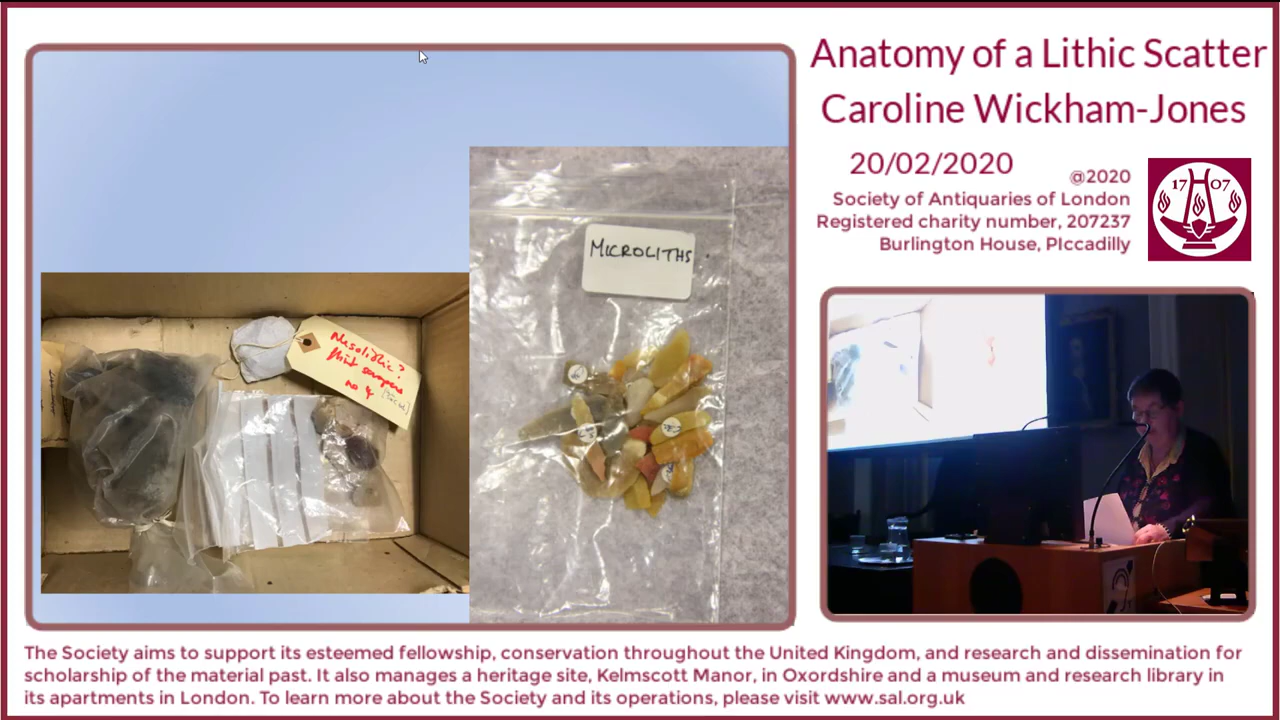 Anatomy of a Lithic Scatter
Caroline Wickham-Jones
20/02/2020
@2020
Society of Antiquaries of London
Registered charity number, 207237
Burlington House, PIccadilly
17 07
MICROLITHS
Mesolithic?
flint scrapers
no 4
The Society aims to support its esteemed fellowship, conservation throughout the United Kingdom, and research and dissemination for
scholarship of the material past. It also manages a heritage site, Kelmscott Manor, in Oxordshire and a museum and research library in
its apartments in London. To learn more about the Society and its operations, please visit www.sal.org.uk